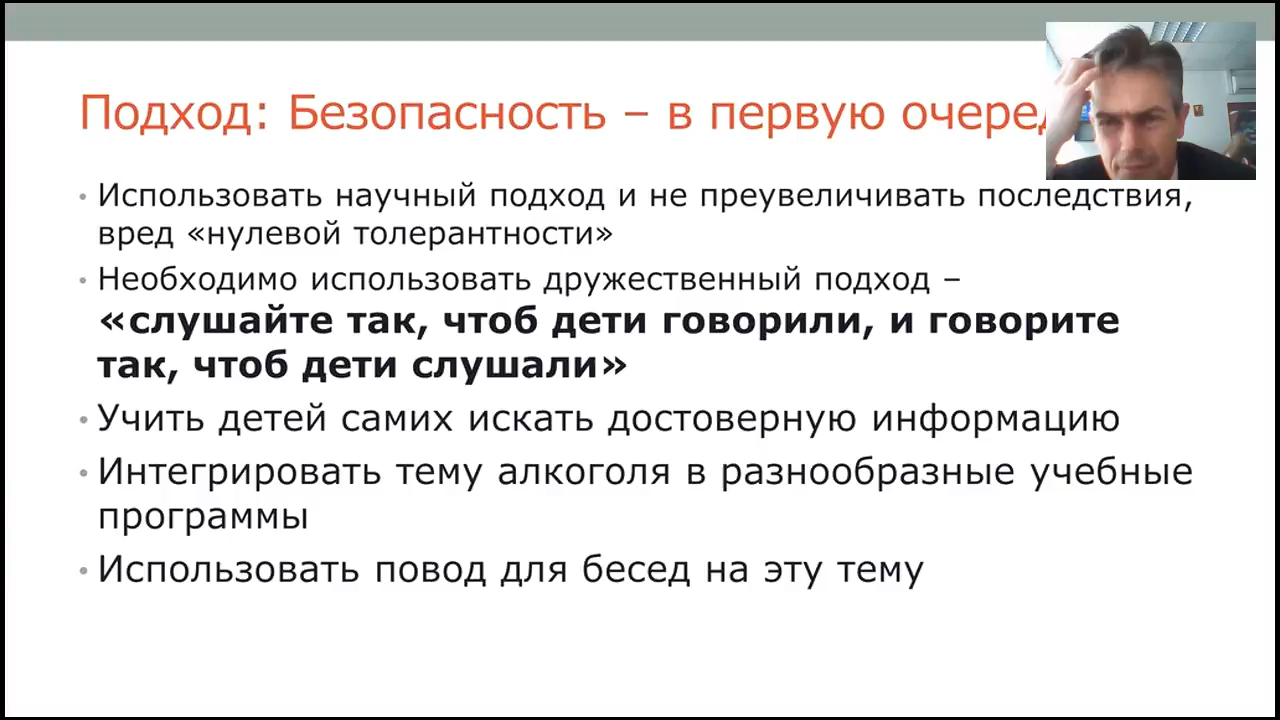 Подход: Безопасность – в первую
• Использовать научный подход и не преувеличивать последствия,
вред «нулевой толерантности»
• Необходимо использовать дружественный подход –
«слушайте так, чтоб дети говорили, и говорите
так, чтоб дети слушали»
• Учить детей самих искать достоверную информацию
• Интегрировать тему алкоголя в разнообразные учебные
программы
• Использовать повод для бесед на эту тему